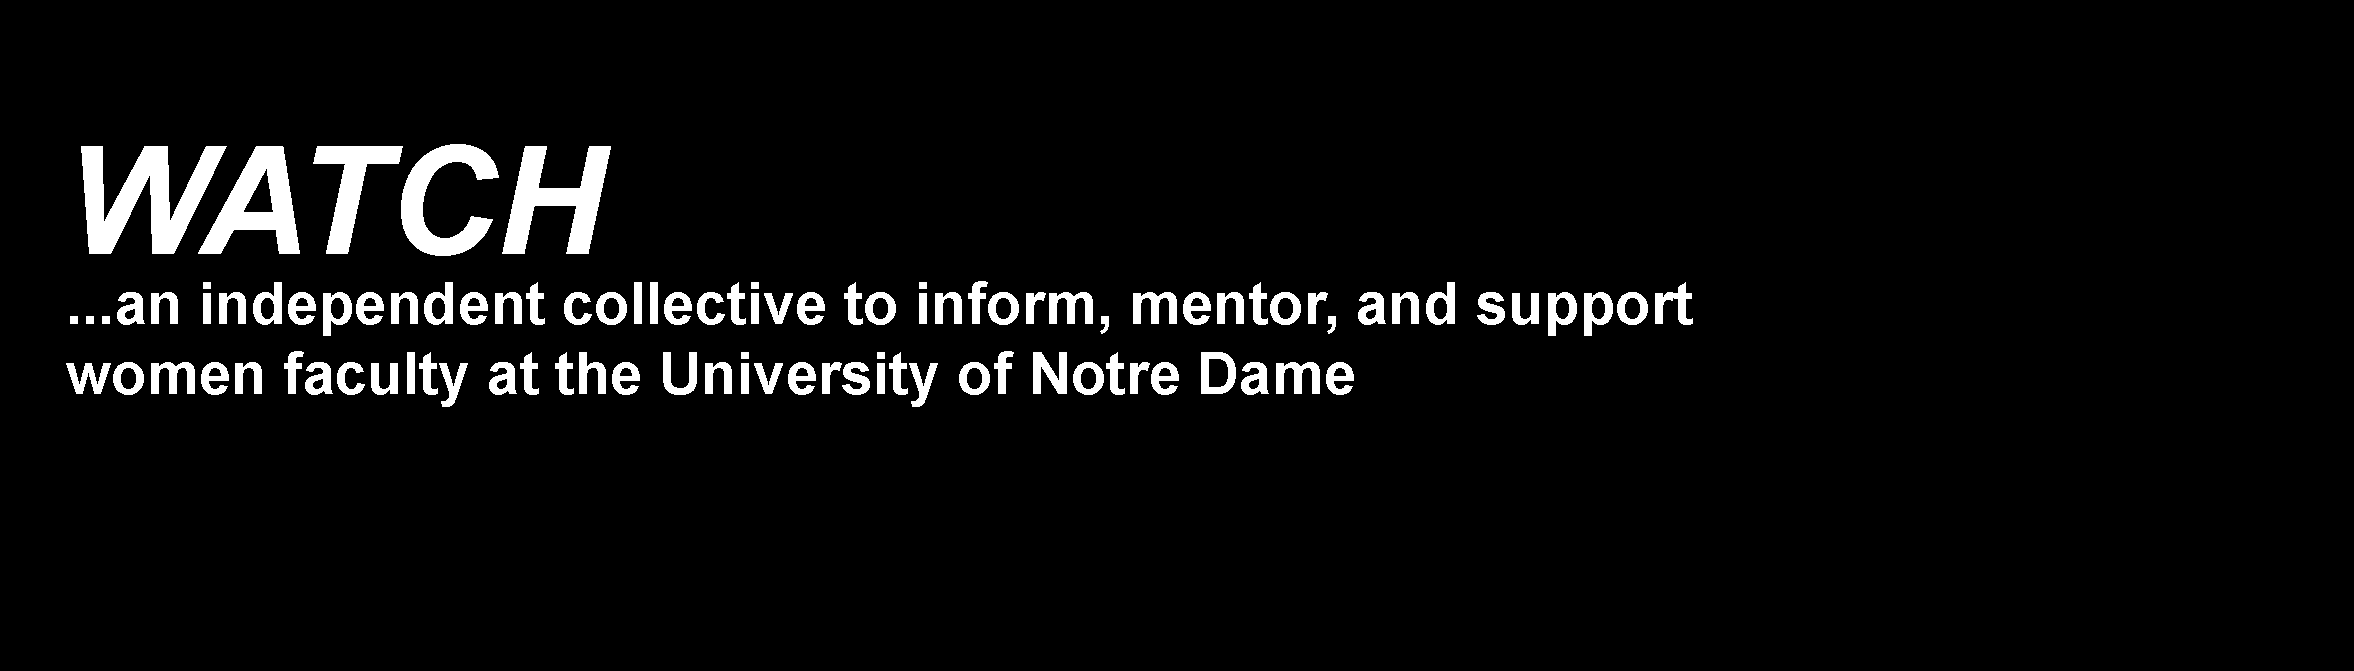 WATCH
...an independent collective to inform, mentor, and support
women faculty at the University of Notre Dame